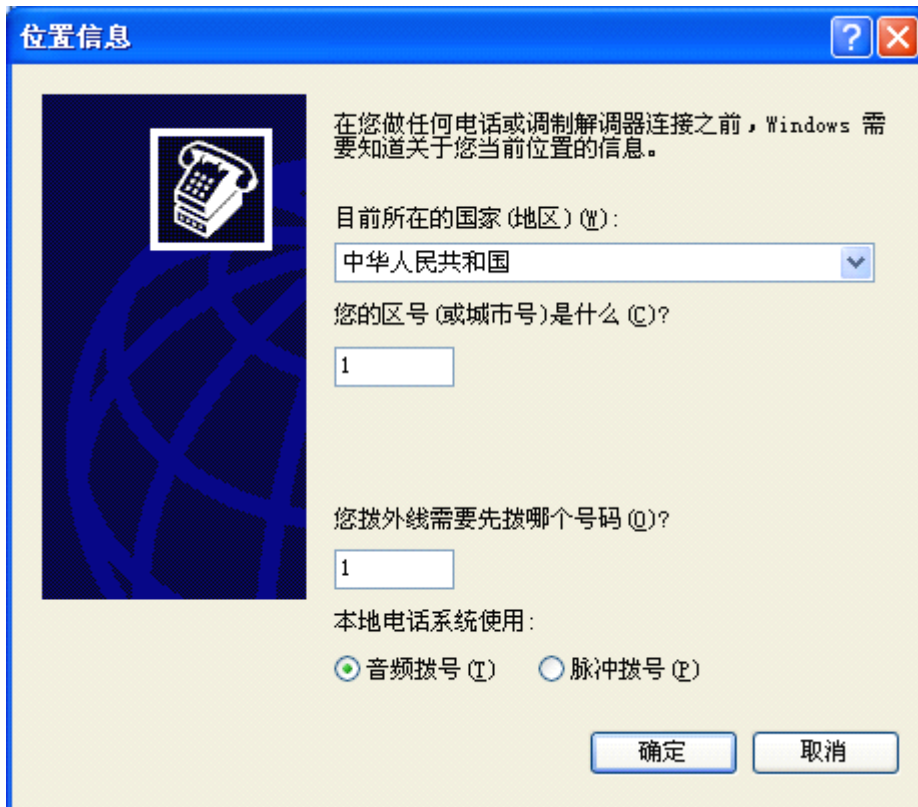 位置信息
在您做任何电话或调制解调器连接之前，Windows 需
要知道关于您当前位置的信息。
目前所在的国家(地区)(W):
中华人民共和国
您的区号(或城市号)是什么(C)?
1
您拨外线需要先拨哪个号码(O)?
1
本地电话系统使用:
音频拨号(T) 脉冲拨号(P)
确定 取消